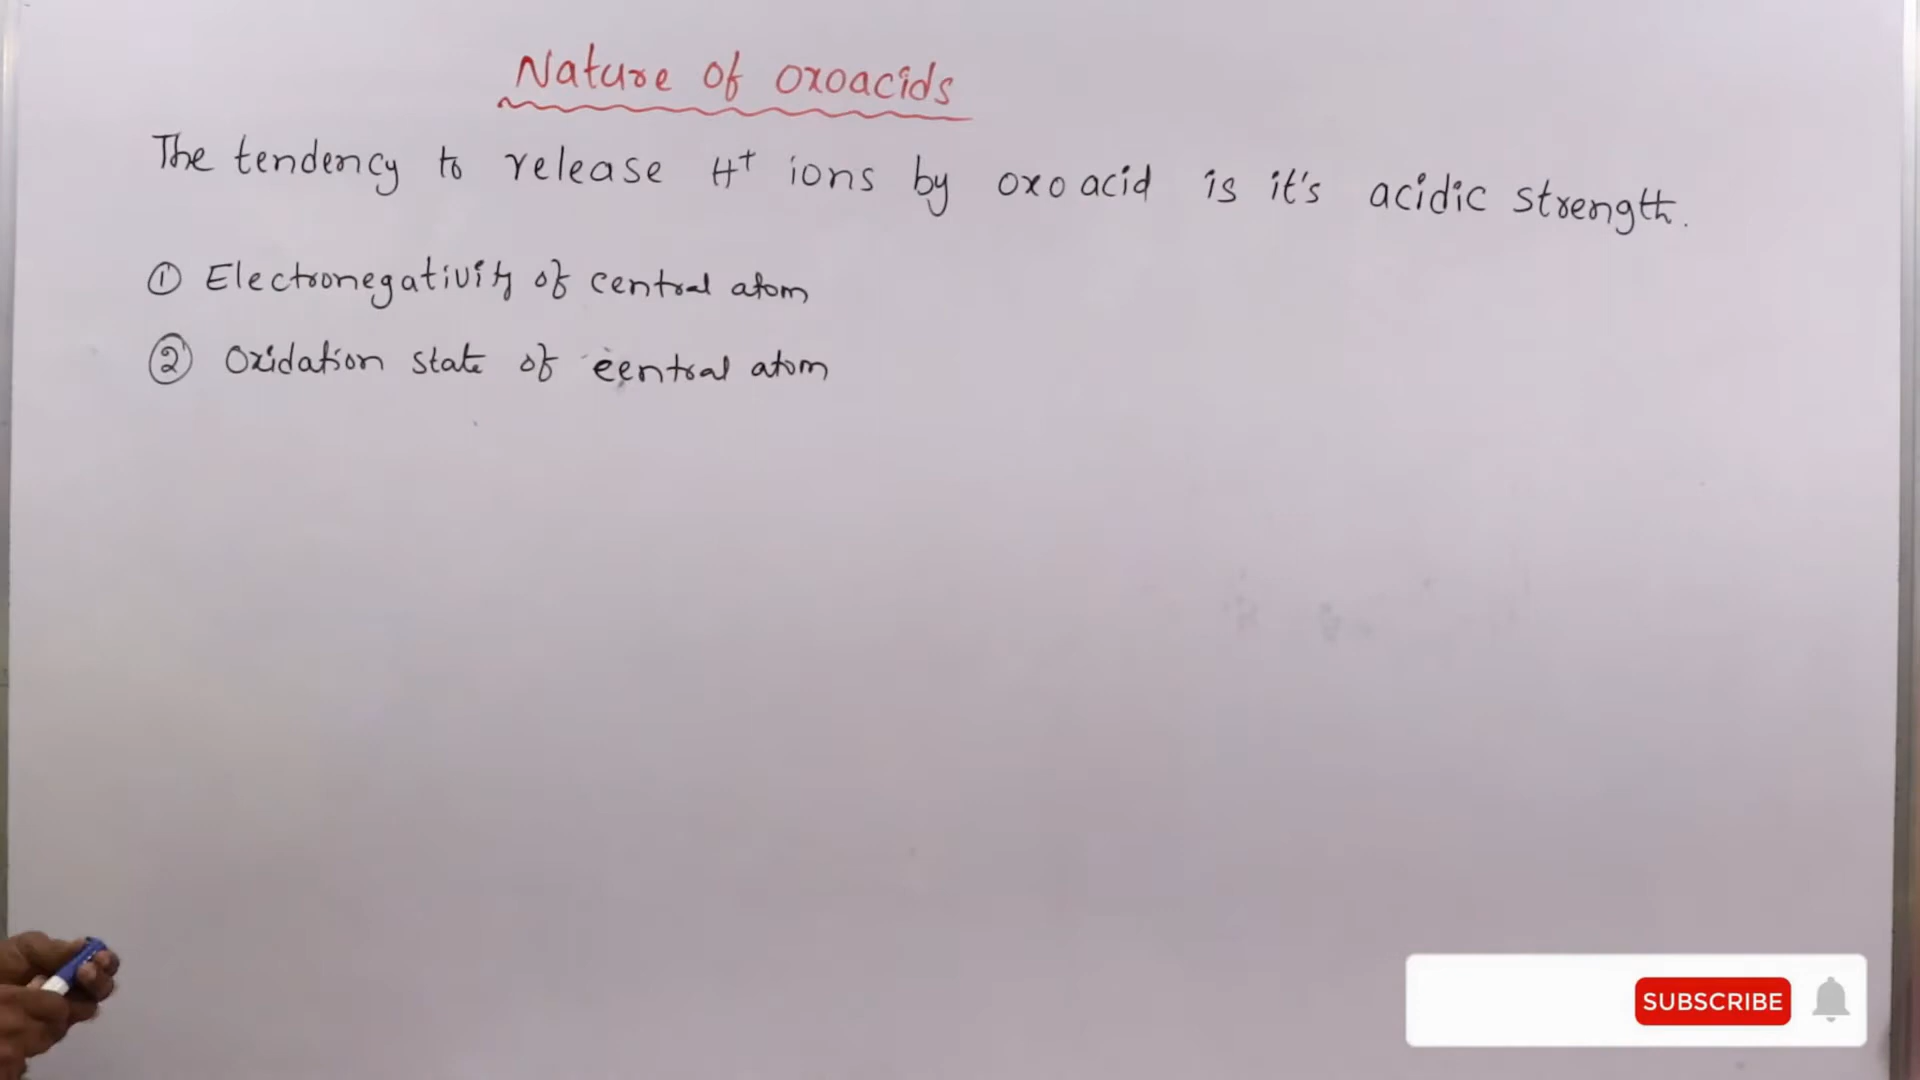 Nature of oxoacids
The tendency to release H⁺ ions by oxo acid is it's acidic strength.
① Electronegativity of central atom
② Oxidation state of central atom
SUBSCRIBE